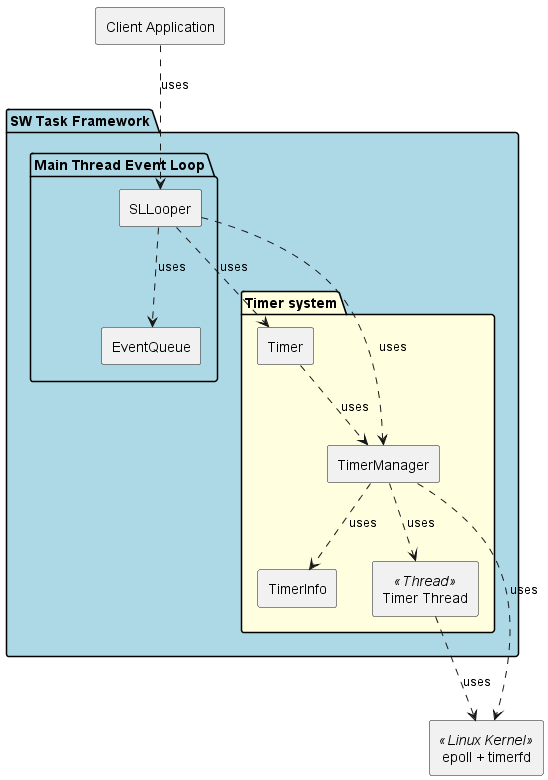 Client Application
uses
SW Task Framework
Main Thread Event Loop
SLLooper
uses
uses
Timer system
EventQueue
Timer
uses
uses
TimerManager
uses
uses
TimerInfo
«Thread»
Timer Thread
uses
uses
«Linux Kernel»
epoll + timerfd